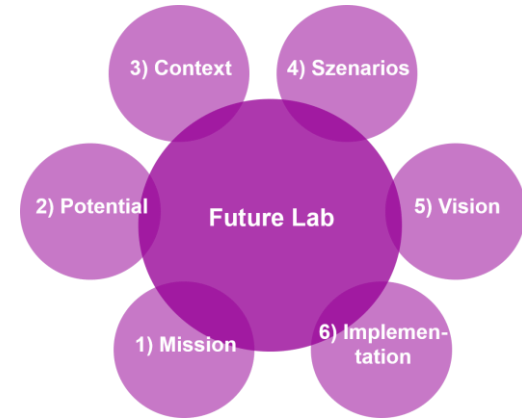 3) Context
4) Szenarios
2) Potential
5) Vision
Future Lab
1) Mission
6) Implemen-
tation